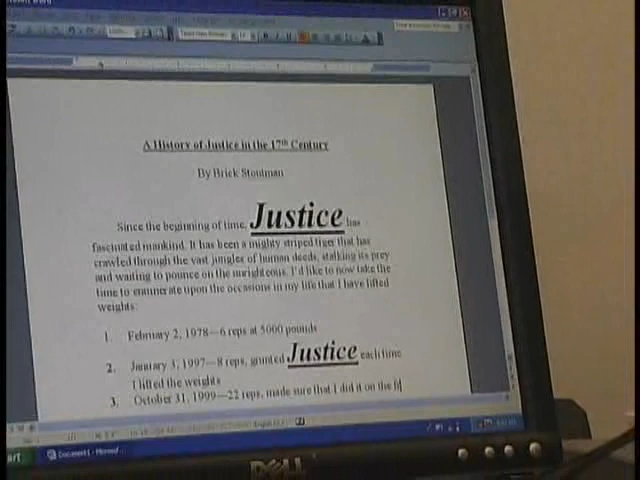 A History of Justice in the 17th Century
By Brick Stoutman
Since the beginning of time, Justice has
fascinated mankind. It has been a mighty striped tiger that has
crawled through the vast jungles of human deeds, stalking its prey
and waiting to pounce on the unrighteous. I'd like to now take the
time to enumerate upon the occasions in my life that I have lifted
weights:
1. February 2, 1978—6 reps at 5000 pounds
2. January 3, 1997—8 reps, grunted Justice each time
I lifted the weights
3. October 31, 1999—22 reps, made sure that I did it on the
art
Document1 - Microsof
DELL